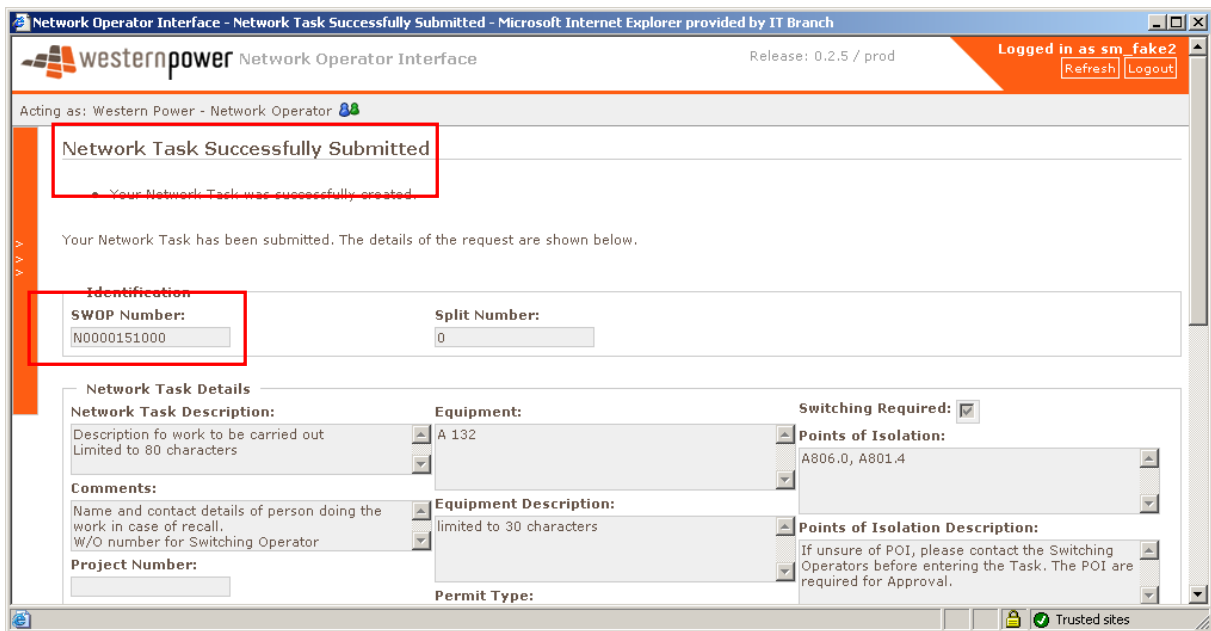 Network Operator Interface - Network Task Successfully Submitted - Microsoft Internet Explorer provided by IT Branch
westernpower Network Operator Interface
Release: 0.2.5 / prod
Logged in as sm_fake2
Refresh Logout
Acting as: Western Power - Network Operator
Network Task Successfully Submitted
Your Network Task was successfully created.
Your Network Task has been submitted. The details of the request are shown below.
> 
>
>
Identification
SWOP Number:
N0000151000
Split Number:
0
Network Task Details
Network Task Description:
Description fo work to be carried out
Limited to 80 characters
Comments:
Name and contact details of person doing the
work in case of recall.
W/O number for Switching Operator
Project Number:
Equipment:
A 132
Equipment Description:
limited to 30 characters
Permit Type:
Switching Required:
Points of Isolation:
A806.0, A801.4
Points of Isolation Description:
If unsure of POI, please contact the Switching
Operators before entering the Task. The POI are
required for Approval.
Trusted sites